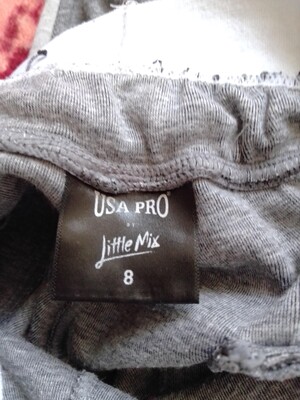 USA PRO
BY
Little Mix
8